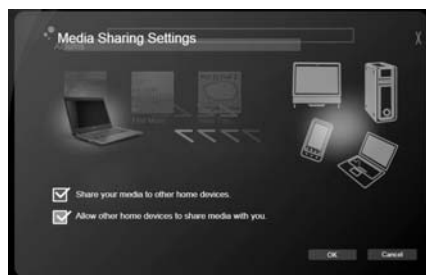 Media Sharing Settings
X
Share your media to other home devices.
Allow other home devices to share media with you.
OK
Cancel